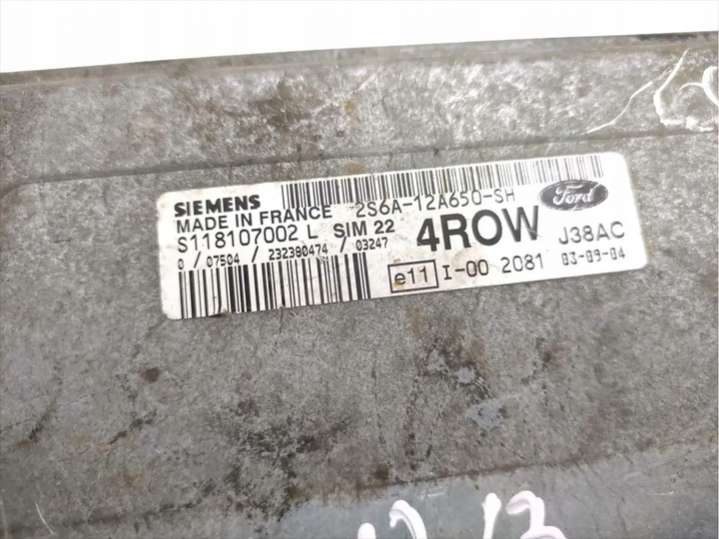 SIEMENS
MADE IN FRANCE 2S6A-12A650-SH Ford
S118107002 L SIM 22 4ROW J38AC
0 / 07504 / 232380474 / 03247
e11 I-00 2081 03-09-04
13